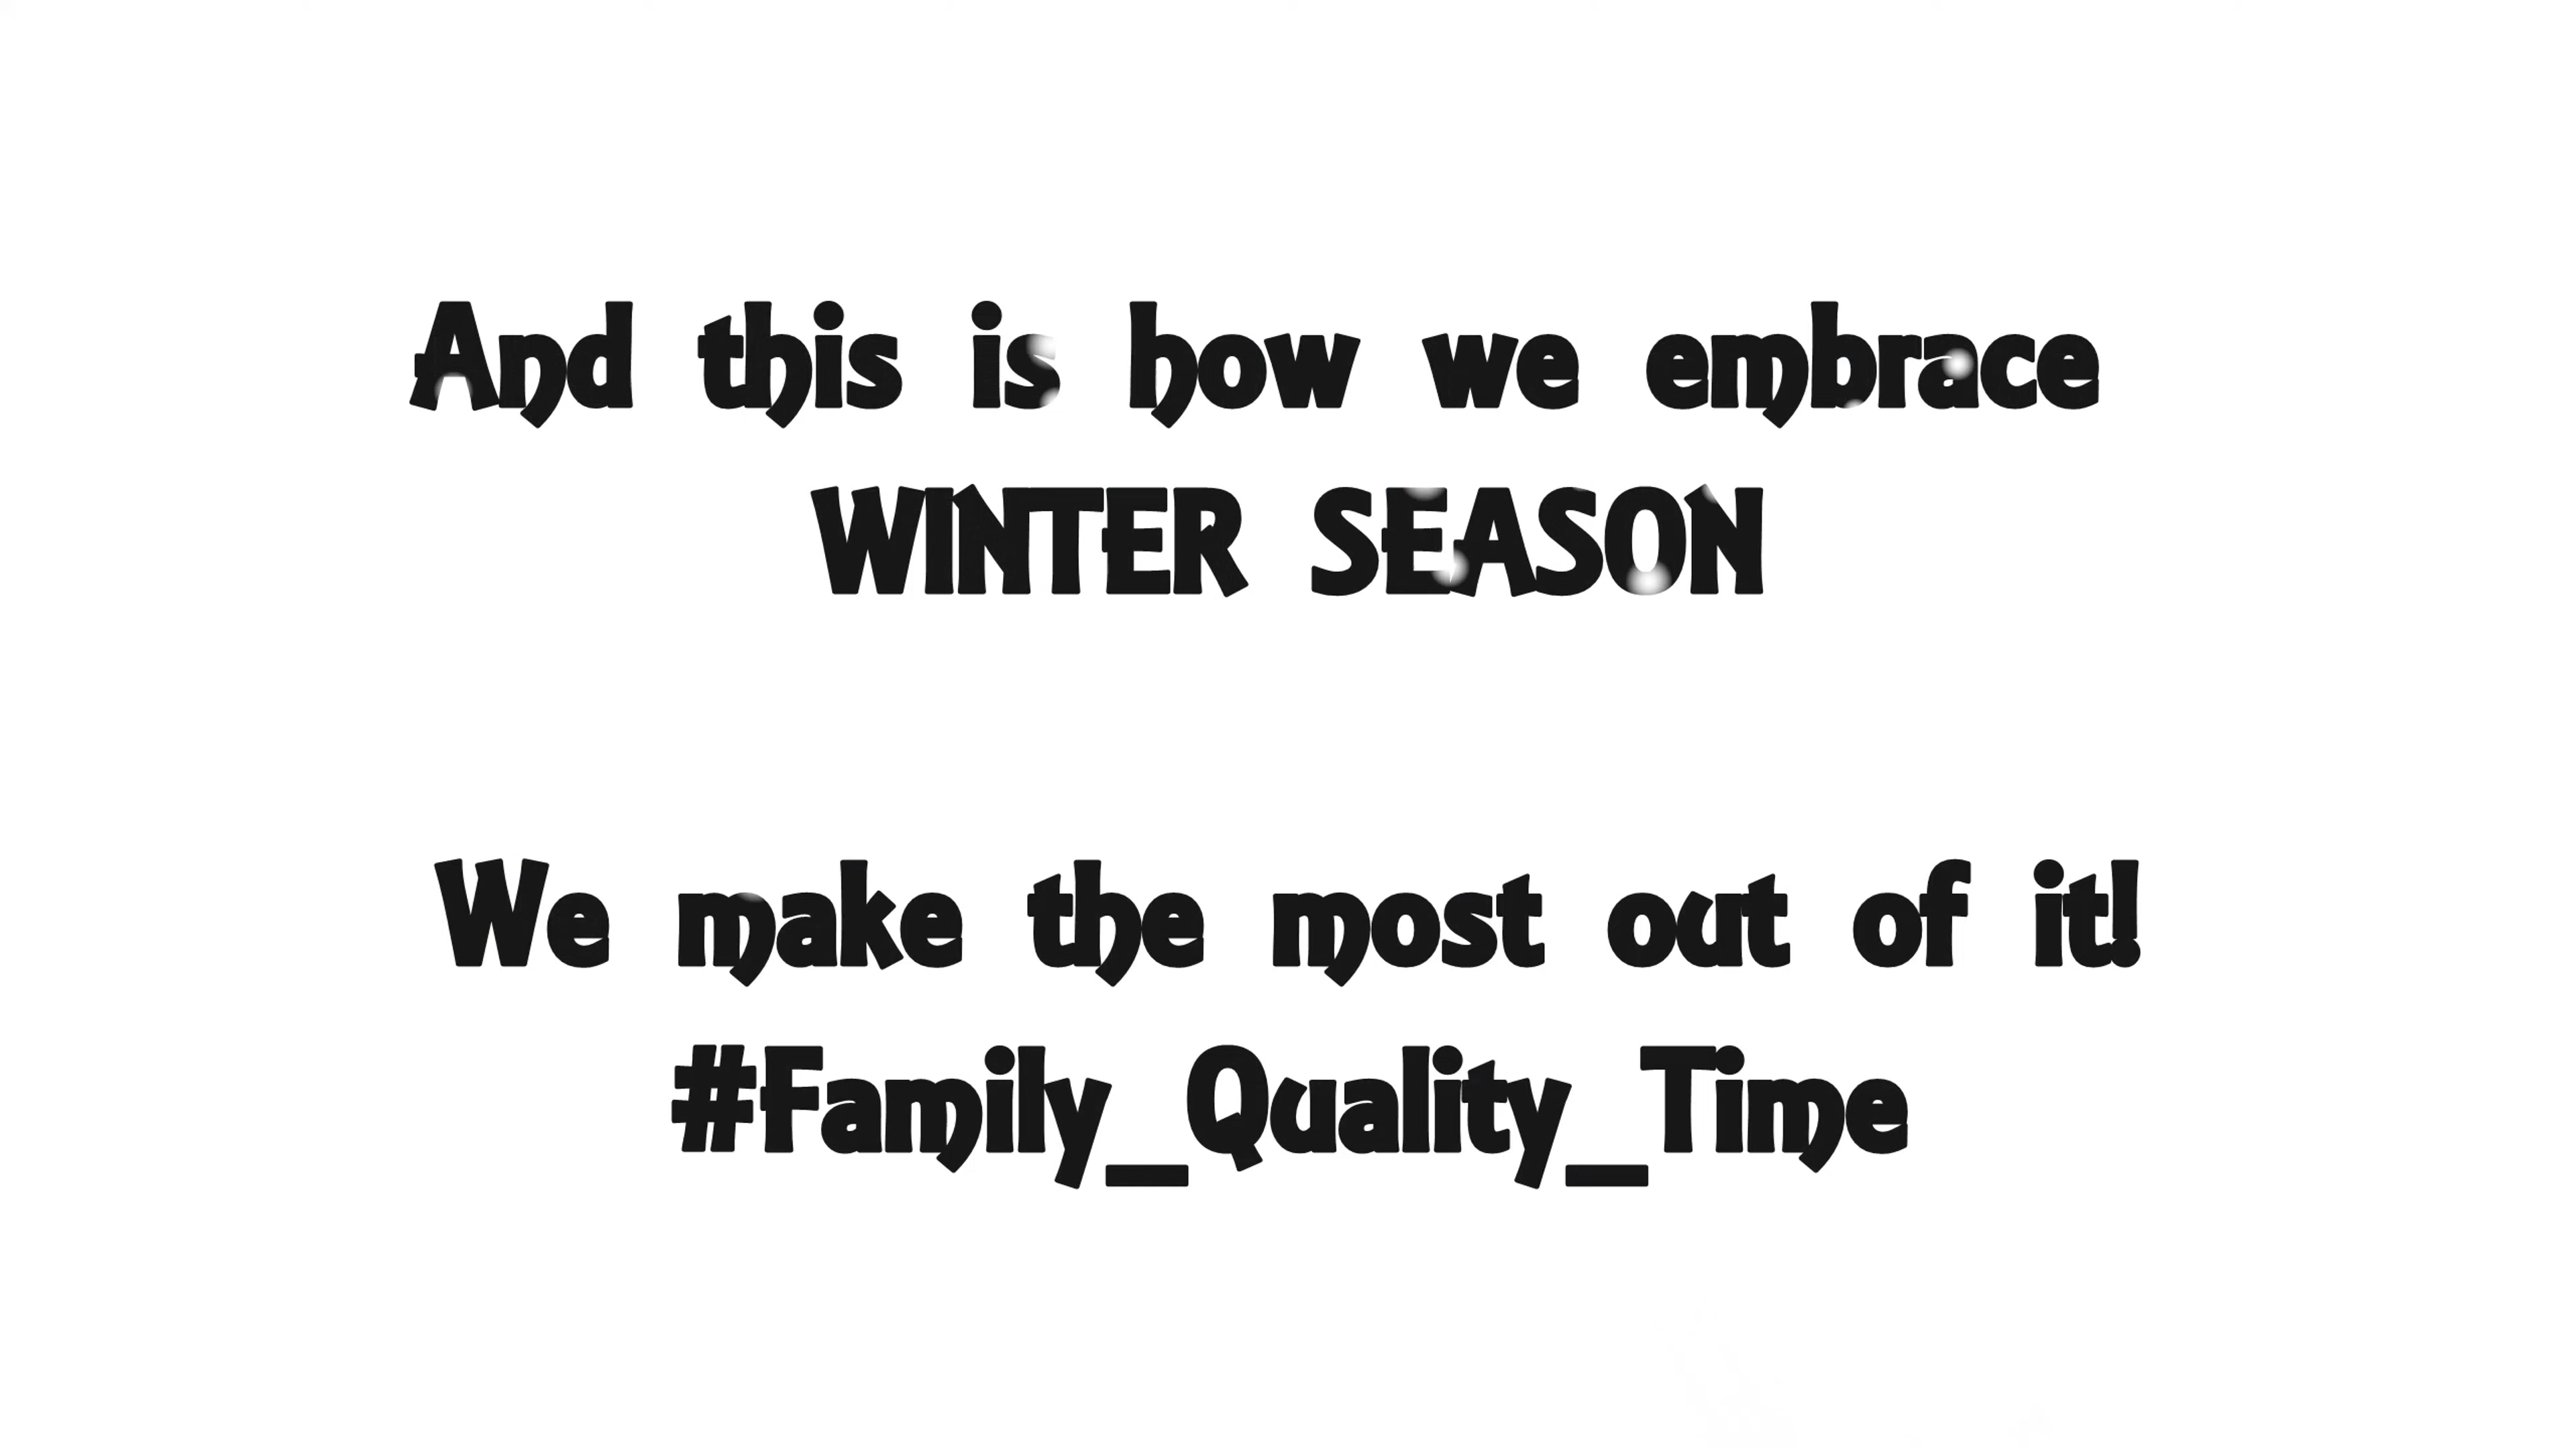 And this is how we embrace
WINTER SEASON
We make the most out of it!
#Family_Quality_Time